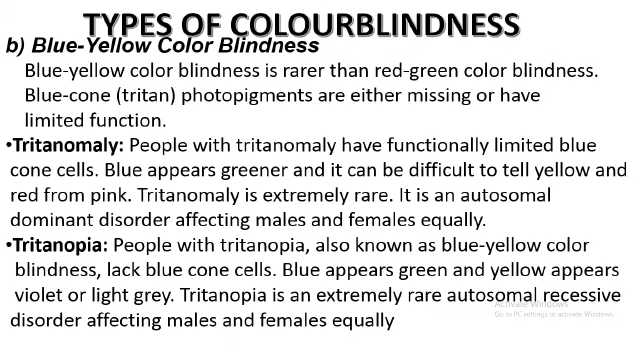 TYPES OF COLOURBLINDNESS
b) Blue-Yellow Color Blindness
Blue-yellow color blindness is rarer than red-green color blindness.
Blue-cone (tritan) photopigments are either missing or have
limited function.
•Tritanomaly: People with tritanomaly have functionally limited blue
cone cells. Blue appears greener and it can be difficult to tell yellow and
red from pink. Tritanomaly is extremely rare. It is an autosomal
dominant disorder affecting males and females equally.
•Tritanopia: People with tritanopia, also known as blue-yellow color
blindness, lack blue cone cells. Blue appears green and yellow appears
violet or light grey. Tritanopia is an extremely rare autosomal recessive
disorder affecting males and females equally
Activate Windows
Go to PC settings to activate Windows.